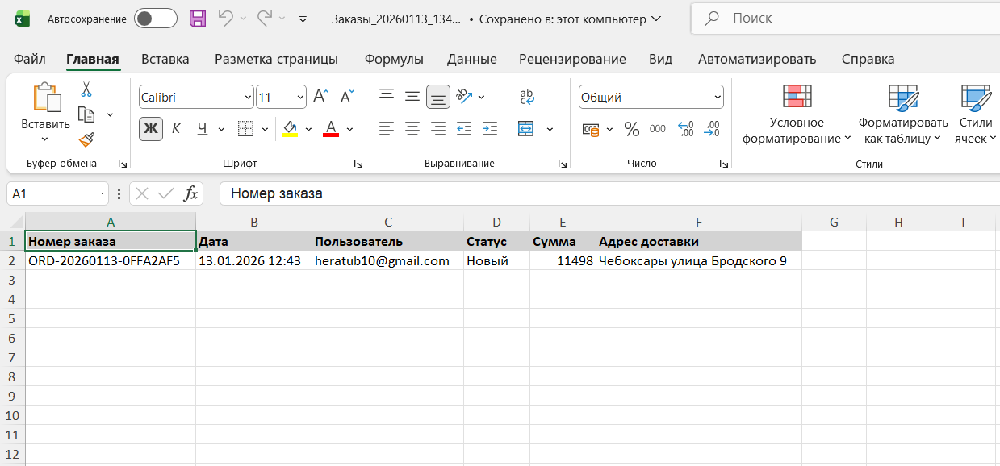 Автосохранение
Заказы_20260113_134... • Сохранено в: этот компьютер
Поиск
Файл Главная Вставка Разметка страницы Формулы Данные Рецензирование Вид Автоматизировать Справка
Вставить
Буфер обмена
Calibri 11
Ж К Ч
Шрифт
ab
c
Выравнивание
Общий
% 000 ,00 ,00
,0
Число
Условное
форматирование
Форматировать
как таблицу
Стили
ячеек
Стили
A1 fx Номер заказа
A B C D E F G H I
1 Номер заказа Дата Пользователь Статус Сумма Адрес доставки
2 ORD-20260113-0FFA2AF5 13.01.2026 12:43 heratub10@gmail.com Новый 11498 Чебоксары улица Бродского 9
3
4
5
6
7
8
9
10
11
12